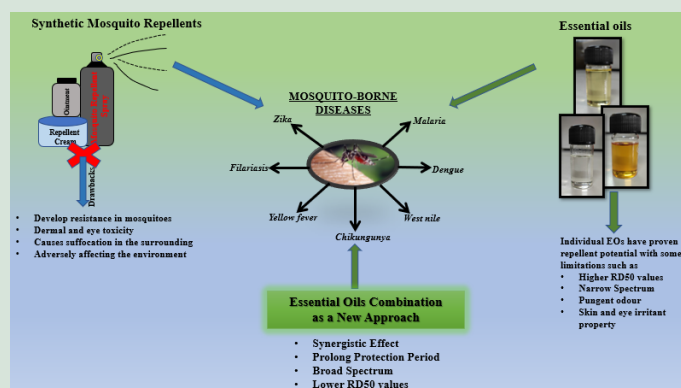 Synthetic Mosquito Repellents
Ointment
Repellent
Cream
Mosquito Repellent
Spray
Drawbacks
• Develop resistance in mosquitoes
• Dermal and eye toxicity
• Causes suffocation in the surrounding
• Adversely affecting the environment
MOSQUITO-BORNE
DISEASES
Zika
Malaria
Filariasis
Dengue
Yellow fever
West nile
Chikungunya
Essential Oils Combination
as a New Approach
• Synergistic Effect
• Prolong Protection Period
• Broad Spectrum
• Lower RD50 values
Essential oils
Individual EOs have proven
repellent potential with some
limitations such as
• Higher RD50 values
• Narrow Spectrum
• Pungent odour
• Skin and eye irritant
property